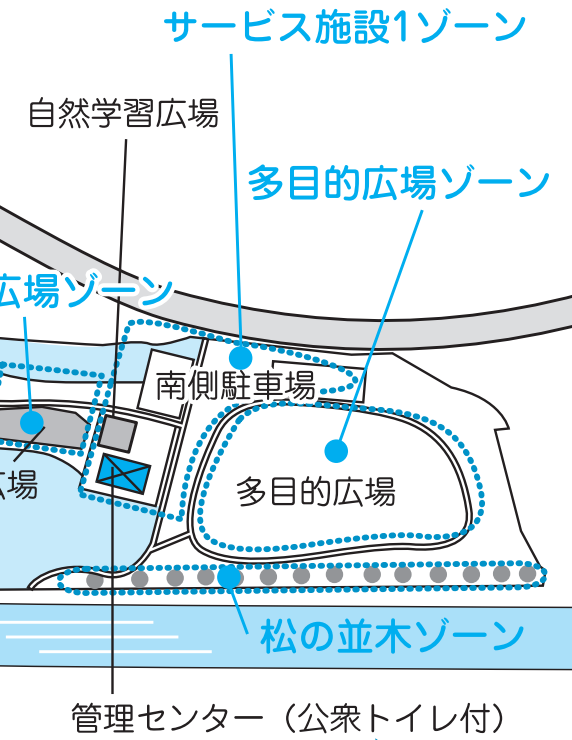 サービス施設1ゾーン
自然学習広場
多目的広場ゾーン
広場ゾーン
南側駐車場
広場
多目的広場
松の並木ゾーン
管理センター（公衆トイレ付）